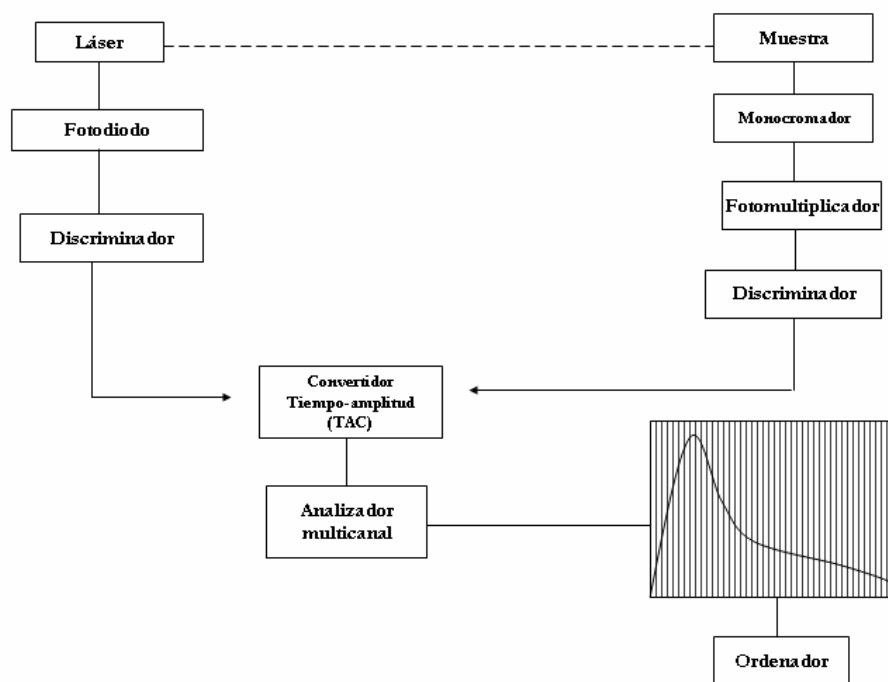 Láser
Muestra
Fotodiodo
Monocromador
Fotomultiplicador
Discriminador
Discriminador
Convertidor
Tiempo-amplitud
(TAC)
Analizador
multicanal
Ordenador